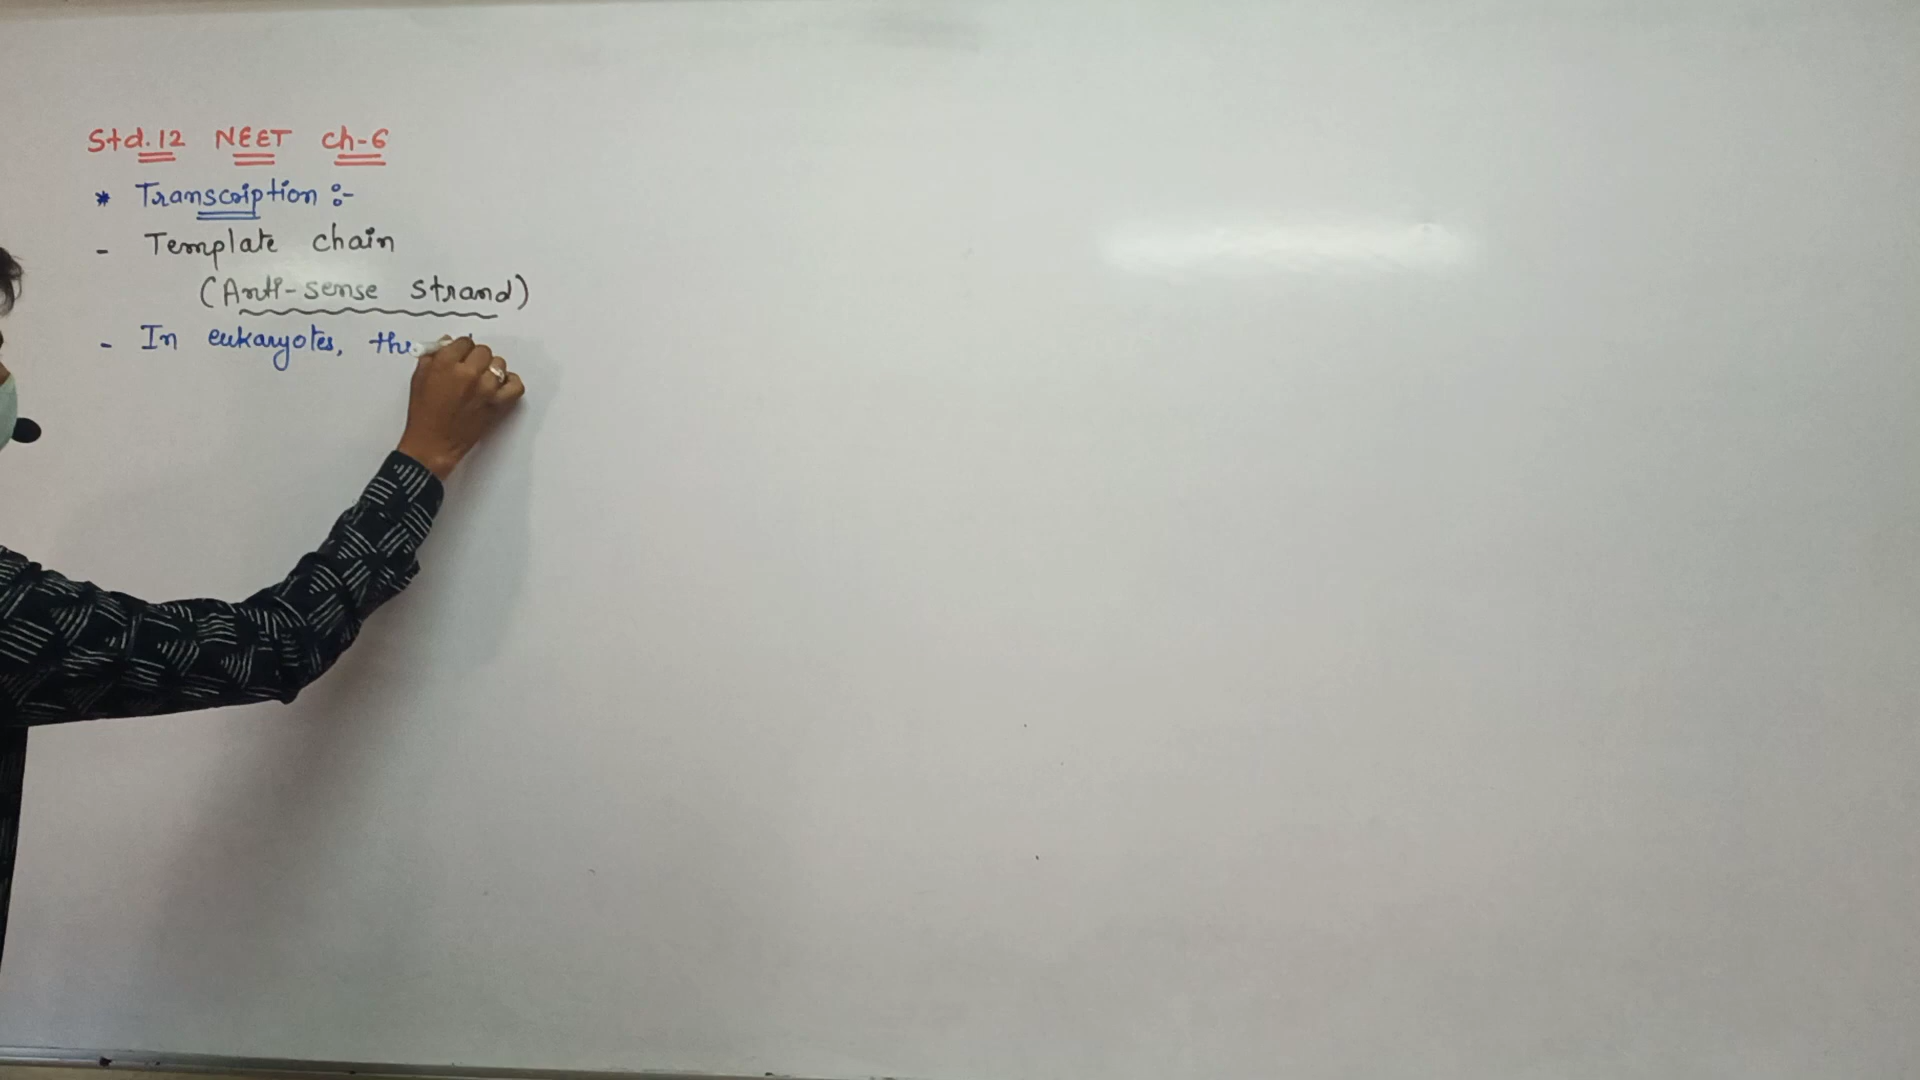 Std.12 NEET ch-6
* Transcription :-
- Template chain
(Anti-sense strand)
- In eukaryotes, the